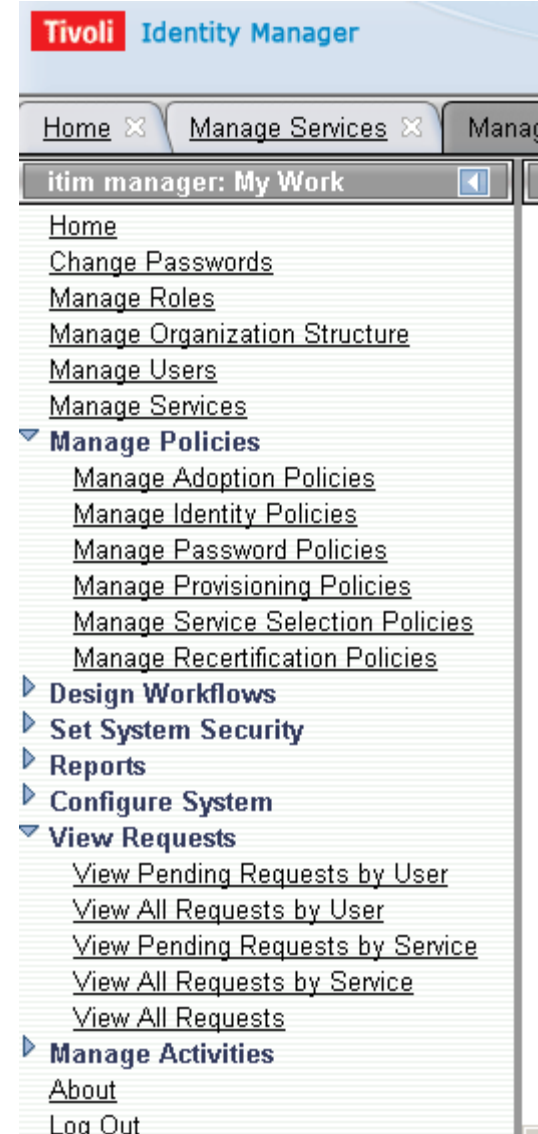 Tivoli Identity Manager
Home Manage Services
itim manager: My Work
Home
Change Passwords
Manage Roles
Manage Organization Structure
Manage Users
Manage Services
Manage Policies
Manage Adoption Policies
Manage Identity Policies
Manage Password Policies
Manage Provisioning Policies
Manage Service Selection Policies
Manage Recertification Policies
Design Workflows
Set System Security
Reports
Configure System
View Requests
View Pending Requests by User
View All Requests by User
View Pending Requests by Service
View All Requests by Service
View All Requests
Manage Activities
About
Log Out